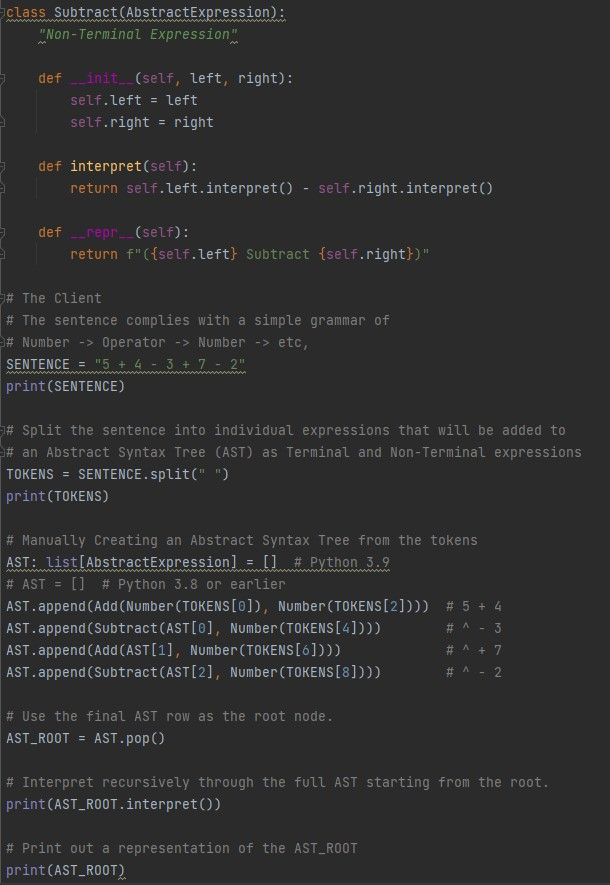 class Subtract(AbstractExpression):
    "Non-Terminal Expression"
    def __init__(self, left, right):
        self.left = left
        self.right = right
    def interpret(self):
        return self.left.interpret() - self.right.interpret()
    def __repr__(self):
        return f"({self.left} Subtract {self.right})"
# The Client
# The sentence complies with a simple grammar of
# Number -> Operator -> Number -> etc,
SENTENCE = "5 + 4 - 3 + 7 - 2"
print(SENTENCE)
# Split the sentence into individual expressions that will be added to
# an Abstract Syntax Tree (AST) as Terminal and Non-Terminal expressions
TOKENS = SENTENCE.split(" ")
print(TOKENS)
# Manually Creating an Abstract Syntax Tree from the tokens
AST: list[AbstractExpression] = []  # Python 3.9
# AST = []  # Python 3.8 or earlier
AST.append(Add(Number(TOKENS[0]), Number(TOKENS[2])))  # 5 + 4
AST.append(Subtract(AST[0], Number(TOKENS[4])))        # ^ - 3
AST.append(Add(AST[1], Number(TOKENS[6])))             # ^ + 7
AST.append(Subtract(AST[2], Number(TOKENS[8])))        # ^ - 2
# Use the final AST row as the root node.
AST_ROOT = AST.pop()
# Interpret recursively through the full AST starting from the root.
print(AST_ROOT.interpret())
# Print out a representation of the AST_ROOT
print(AST_ROOT)